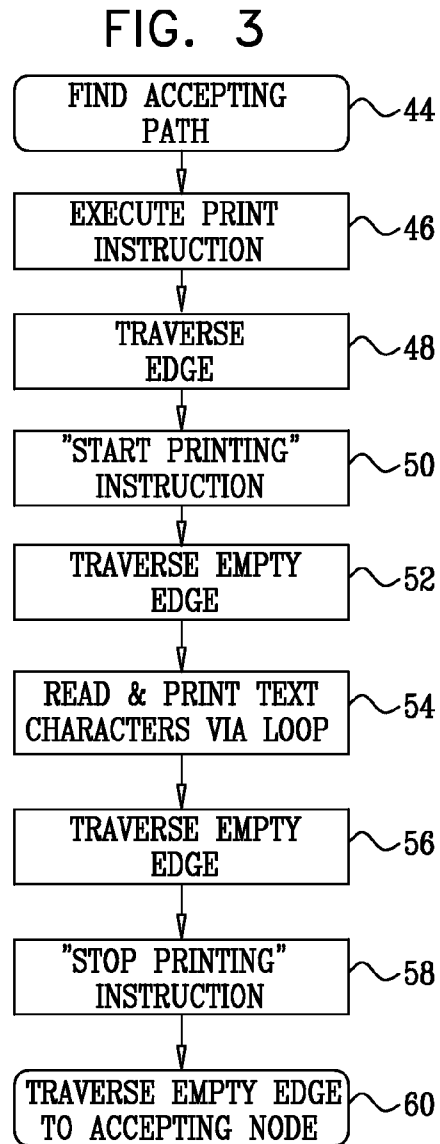 FIG. 3
FIND ACCEPTING
PATH
44
EXECUTE PRINT
INSTRUCTION
46
TRAVERSE
EDGE
48
"START PRINTING"
INSTRUCTION
50
TRAVERSE EMPTY
EDGE
52
READ & PRINT TEXT
CHARACTERS VIA LOOP
54
TRAVERSE EMPTY
EDGE
56
"STOP PRINTING"
INSTRUCTION
58
TRAVERSE EMPTY EDGE
TO ACCEPTING NODE
60